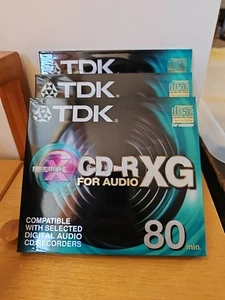 TDK
TDK
TDK
CD-R XG
FOR AUDIO
COMPATIBLE
WITH SELECTED
DIGITAL AUDIO
CD RECORDERS
80 min.